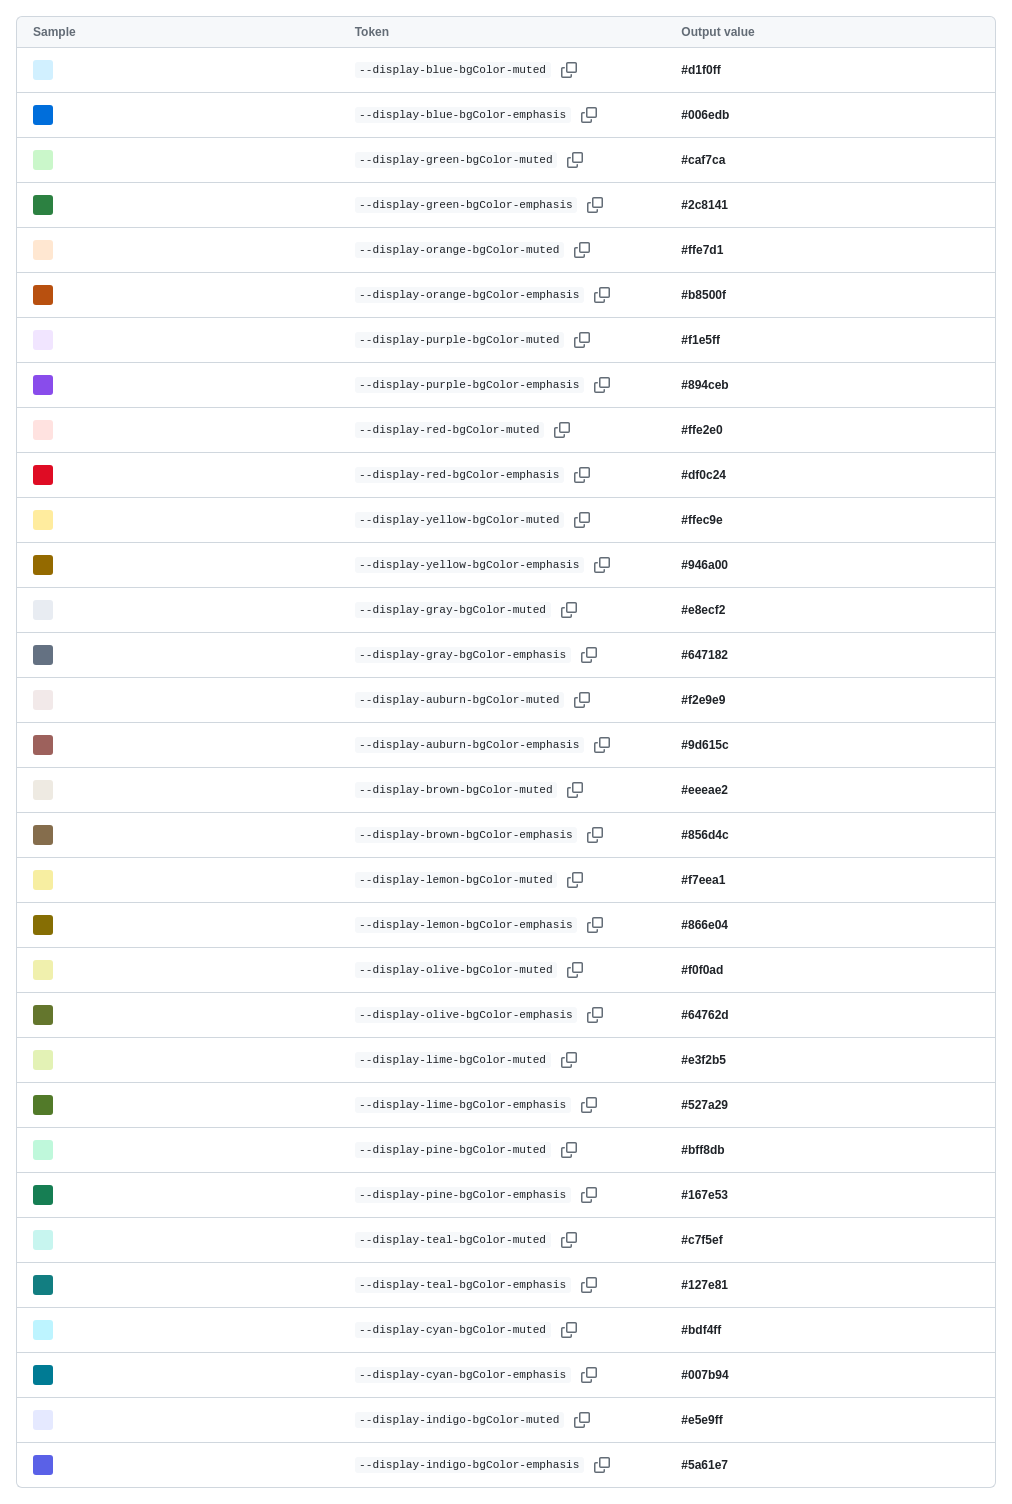 Sample Token Output value
--display-blue-bgColor-muted #d1f0ff
--display-blue-bgColor-emphasis #006edb
--display-green-bgColor-muted #caf7ca
--display-green-bgColor-emphasis #2c8141
--display-orange-bgColor-muted #ffe7d1
--display-orange-bgColor-emphasis #b8500f
--display-purple-bgColor-muted #f1e5ff
--display-purple-bgColor-emphasis #894ceb
--display-red-bgColor-muted #ffe2e0
--display-red-bgColor-emphasis #df0c24
--display-yellow-bgColor-muted #ffec9e
--display-yellow-bgColor-emphasis #946a00
--display-gray-bgColor-muted #e8ecf2
--display-gray-bgColor-emphasis #647182
--display-auburn-bgColor-muted #f2e9e9
--display-auburn-bgColor-emphasis #9d615c
--display-brown-bgColor-muted #eeeae2
--display-brown-bgColor-emphasis #856d4c
--display-lemon-bgColor-muted #f7eea1
--display-lemon-bgColor-emphasis #866e04
--display-olive-bgColor-muted #f0f0ad
--display-olive-bgColor-emphasis #64762d
--display-lime-bgColor-muted #e3f2b5
--display-lime-bgColor-emphasis #527a29
--display-pine-bgColor-muted #bff8db
--display-pine-bgColor-emphasis #167e53
--display-teal-bgColor-muted #c7f5ef
--display-teal-bgColor-emphasis #127e81
--display-cyan-bgColor-muted #bdf4ff
--display-cyan-bgColor-emphasis #007b94
--display-indigo-bgColor-muted #e5e9ff
--display-indigo-bgColor-emphasis #5a61e7